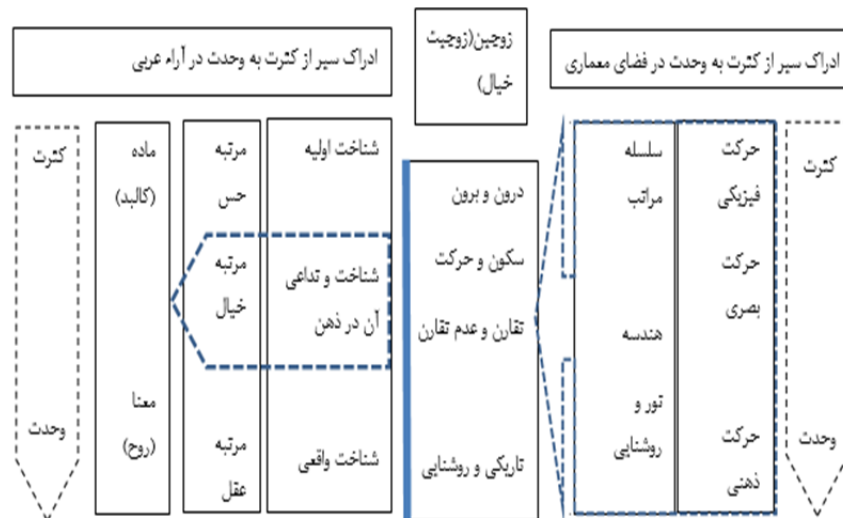 ادراک سیر از کثرت به وحدت در فضای معماری
زوجین(زوجیت
خیال)
ادراک سیر از کثرت به وحدت در آراء عربی
کثرت
وحدت
حرکت
فیزیکی
حرکت
بصری
حرکت
ذهنی
سلسله
مراتب
هندسه
تور و
روشنایی
درون و برون
سکون و حرکت
تقارن و عدم تقارن
تاریکی و روشنایی
شناخت اولیه
شناخت و تداعی
آن در ذهن
شناخت واقعی
مرتبه
حس
مرتبه
خیال
مرتبه
عقل
ماده
(کالبد)
معنا
(روح)
کثرت
وحدت